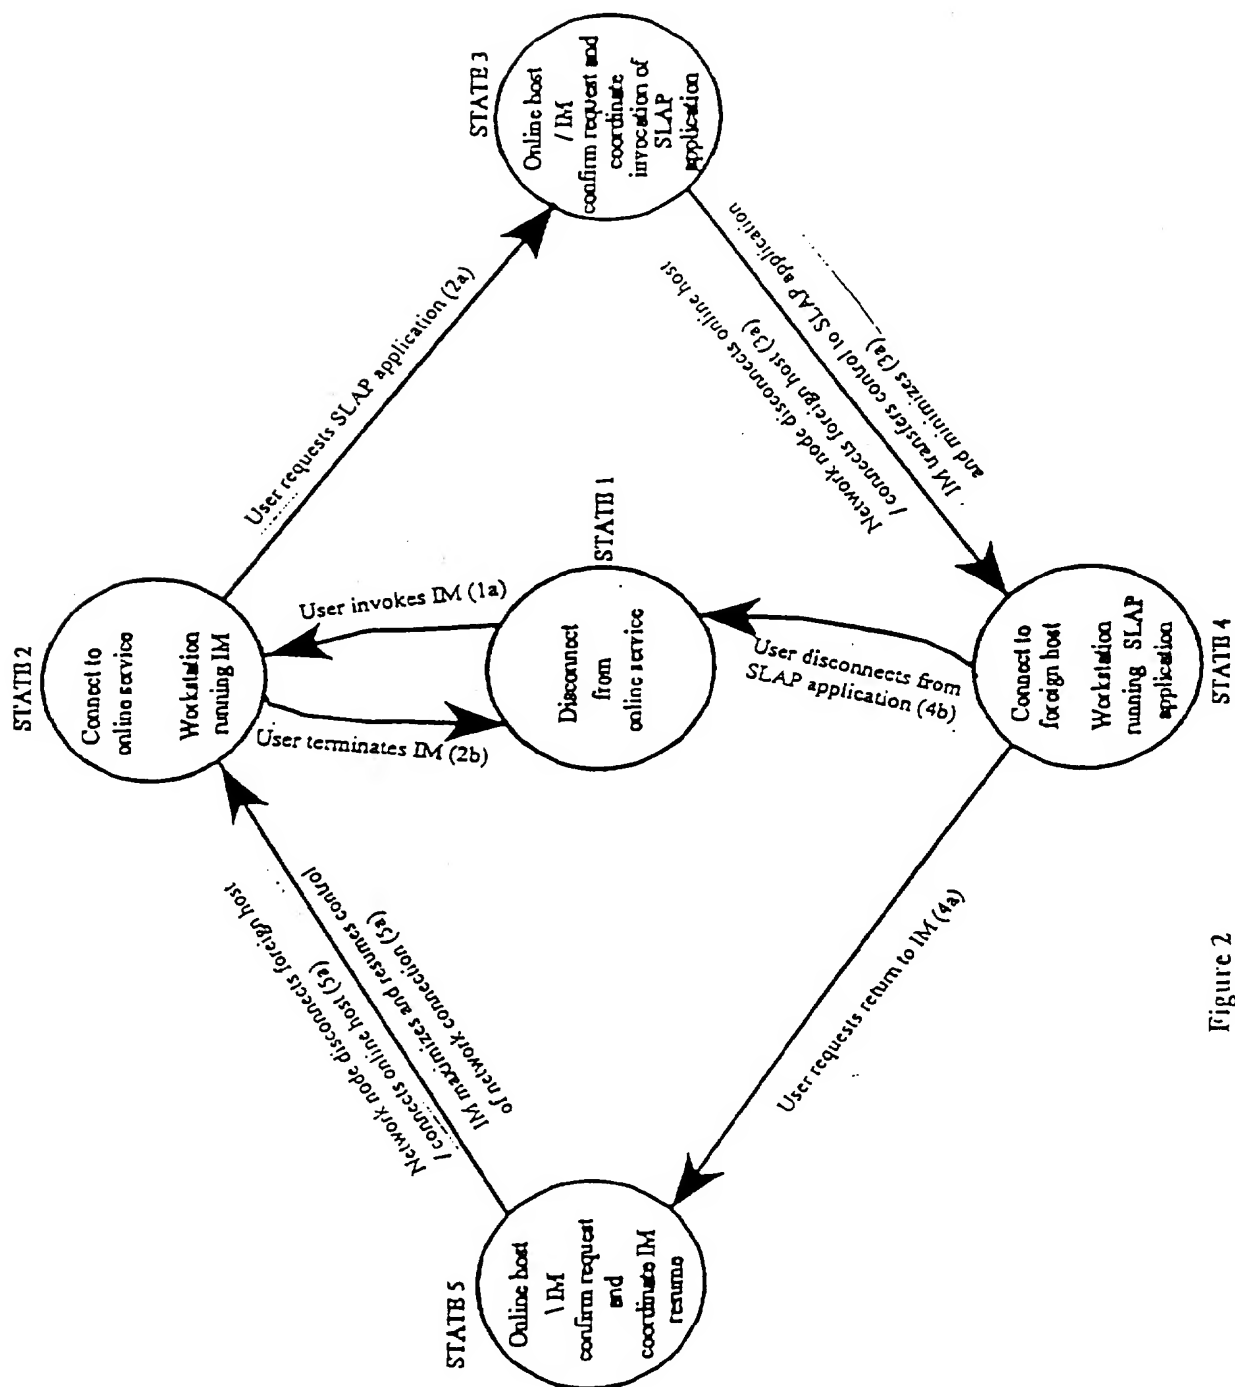 STATE 2
Connect to
online service
Workstation
running IM
STATE 3
Online host
/ IM
confirm request and
coordinate
invocation of
SLAP
application
User requests SLAP application (2a)
User invokes IM (1a)
User terminates IM (2b)
STATE 1
Disconnect
from
online service
Network node disconnects online host
/ connects foreign host (3a)
IM transfers control to SLAP application
and minimizes (3a)
User disconnects from
SLAP application (4b)
STATE 4
Connect to
foreign host
Workstation
running SLAP
application
User requests return to IM (4a)
STATE 5
Online host
\ IM
confirm request
and
coordinate IM
resume
Network node disconnects foreign host
/ connects online host (5a)
IM maximizes and resumes control
of network connection (5a)
Figure 2